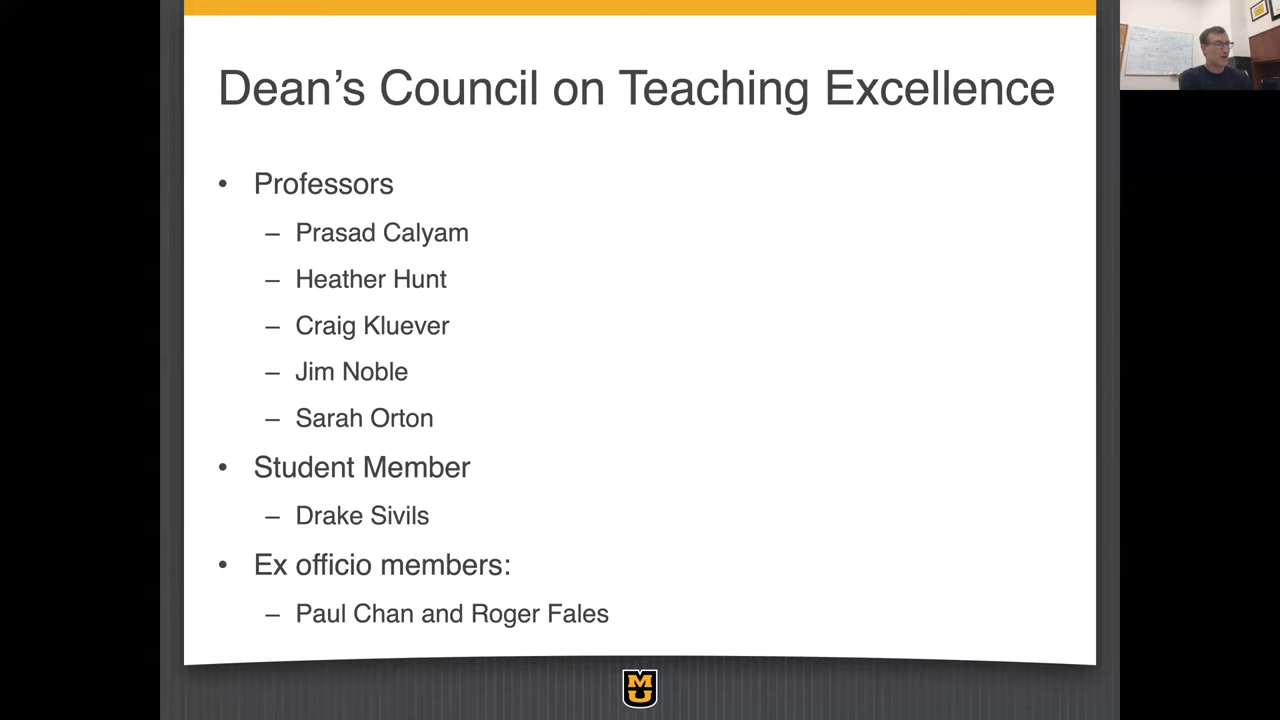 Dean’s Council on Teaching Excellence
• Professors
– Prasad Calyam
– Heather Hunt
– Craig Kluever
– Jim Noble
– Sarah Orton
• Student Member
– Drake Sivils
• Ex officio members:
– Paul Chan and Roger Fales
MU